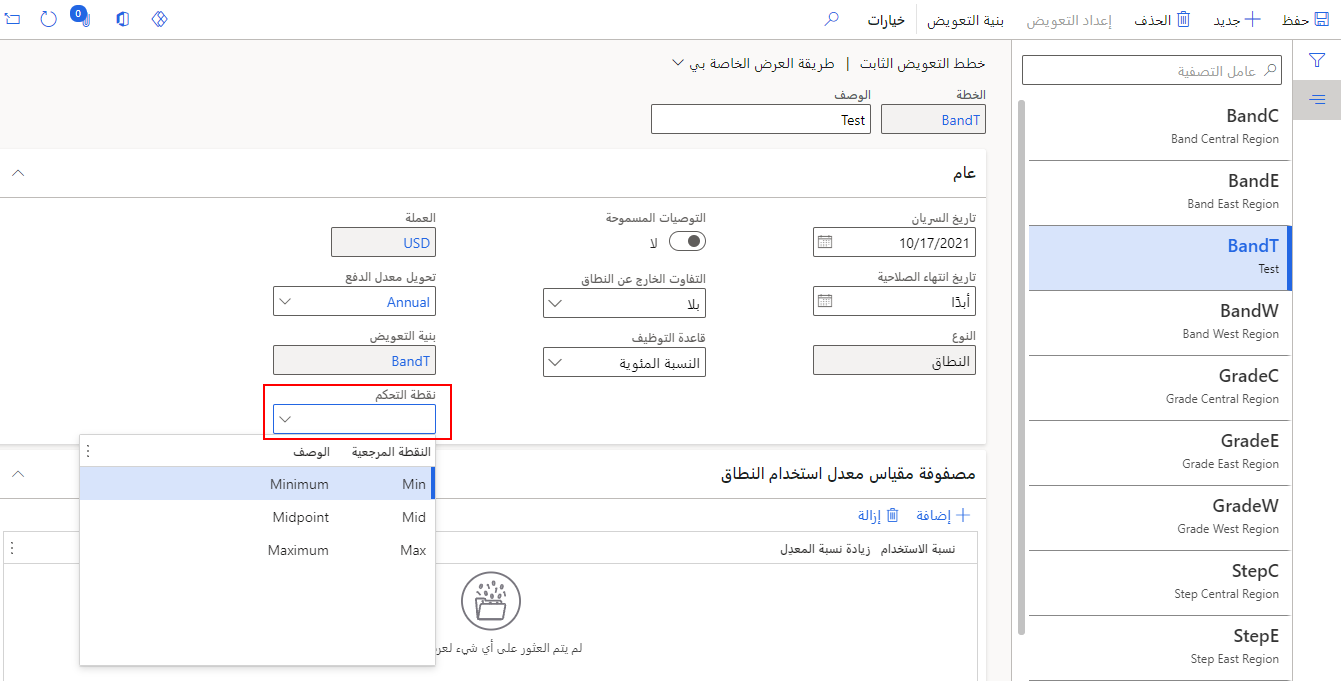 حفظ
جديد
الحذف
إعداد التعويض
بنية التعويض
خيارات
0
عامل التصفية
BandC
Band Central Region
BandE
Band East Region
BandT
Test
BandW
Band West Region
GradeC
Grade Central Region
GradeE
Grade East Region
GradeW
Grade West Region
StepC
Step Central Region
StepE
Step East Region
خطط التعويض الثابت | طريقة العرض الخاصة بي
الخطة
BandT
الوصف
Test
عام
تاريخ السريان
10/17/2021
تاريخ انتهاء الصلاحية
أبدًا
النوع
النطاق
التوصيات المسموحة
لا
التفاوت الخارج عن النطاق
بلا
قاعدة التوظيف
النسبة المئوية
العملة
USD
تحويل معدل الدفع
Annual
بنية التعويض
BandT
نقطة التحكم
النقطة المرجعية الوصف
Min Minimum
Mid Midpoint
Max Maximum
مصفوفة مقياس معدل استخدام النطاق
إضافة
إزالة
نسبة الاستخدام زيادة نسبة المعدل
لم يتم العثور على أي شيء